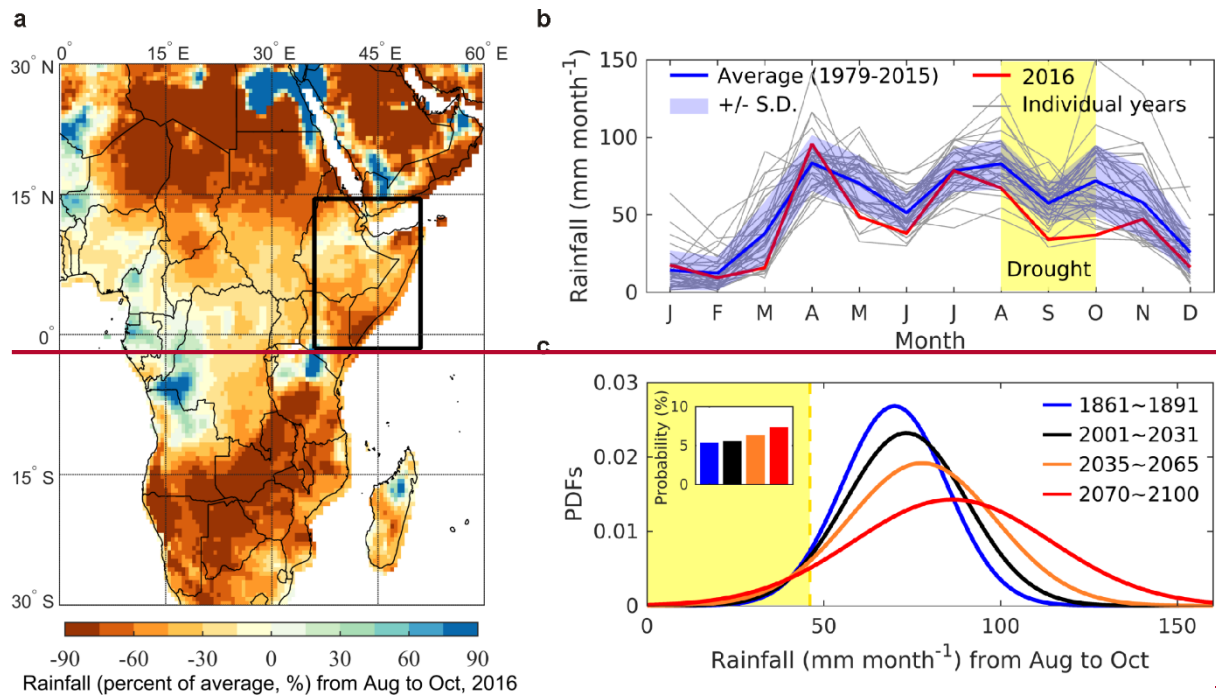 a
0° 15° E 30° E 45° E 60° E
30° N
15° N
0°
15° S
30° S
-90 -60 -30 0 30 60 90
Rainfall (percent of average, %) from Aug to Oct, 2016
b
Rainfall (mm month⁻¹)
150
100
50
0
Average (1979-2015)
2016
+/- S.D.
Individual years
Drought
J F M A M J J A S O N D
Month
c
PDFs
0.03
0.02
0.01
0
Probability (%)
10
5
0
1861~1891
2001~2031
2035~2065
2070~2100
0 50 100 150
Rainfall (mm month⁻¹) from Aug to Oct